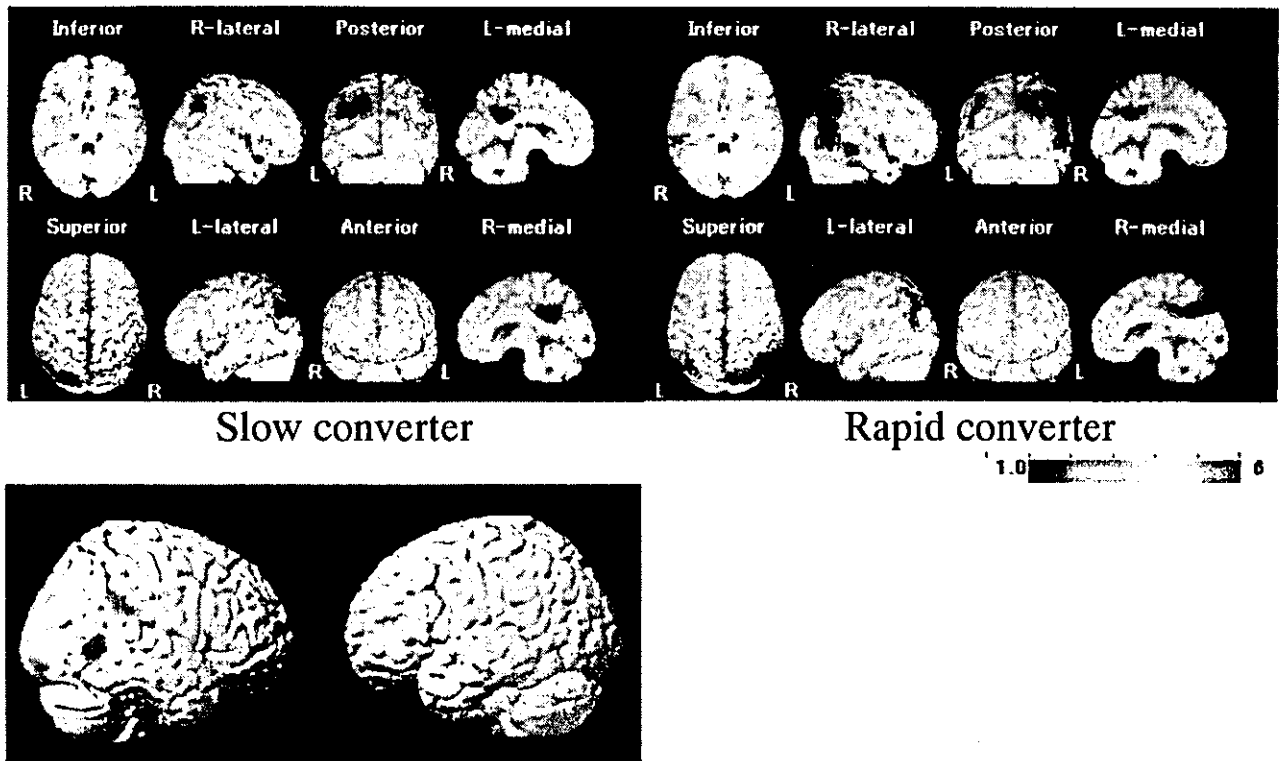 Inferior R-lateral Posterior L-medial Inferior R-lateral Posterior L-medial
R L L R R L L R
Superior L-lateral Anterior R-medial Superior L-lateral Anterior R-medial
L R R L L R R L
Slow converter Rapid converter
1.0 6